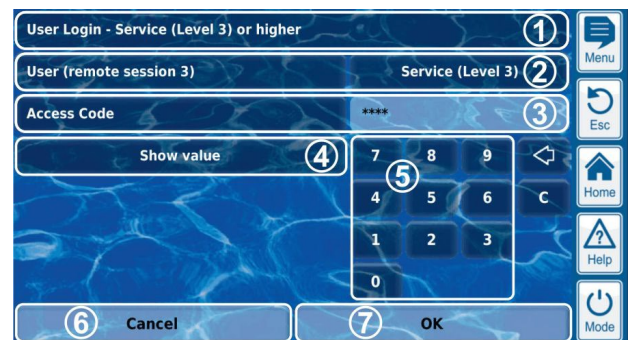 User Login - Service (Level 3) or higher 1
Menu
User (remote session 3) Service (Level 3) 2
Access Code **** 3
Esc
Show value 4 7 8 9 5
Home
4 5 6 C
1 2 3
Help
0
6 Cancel 7 OK
Mode